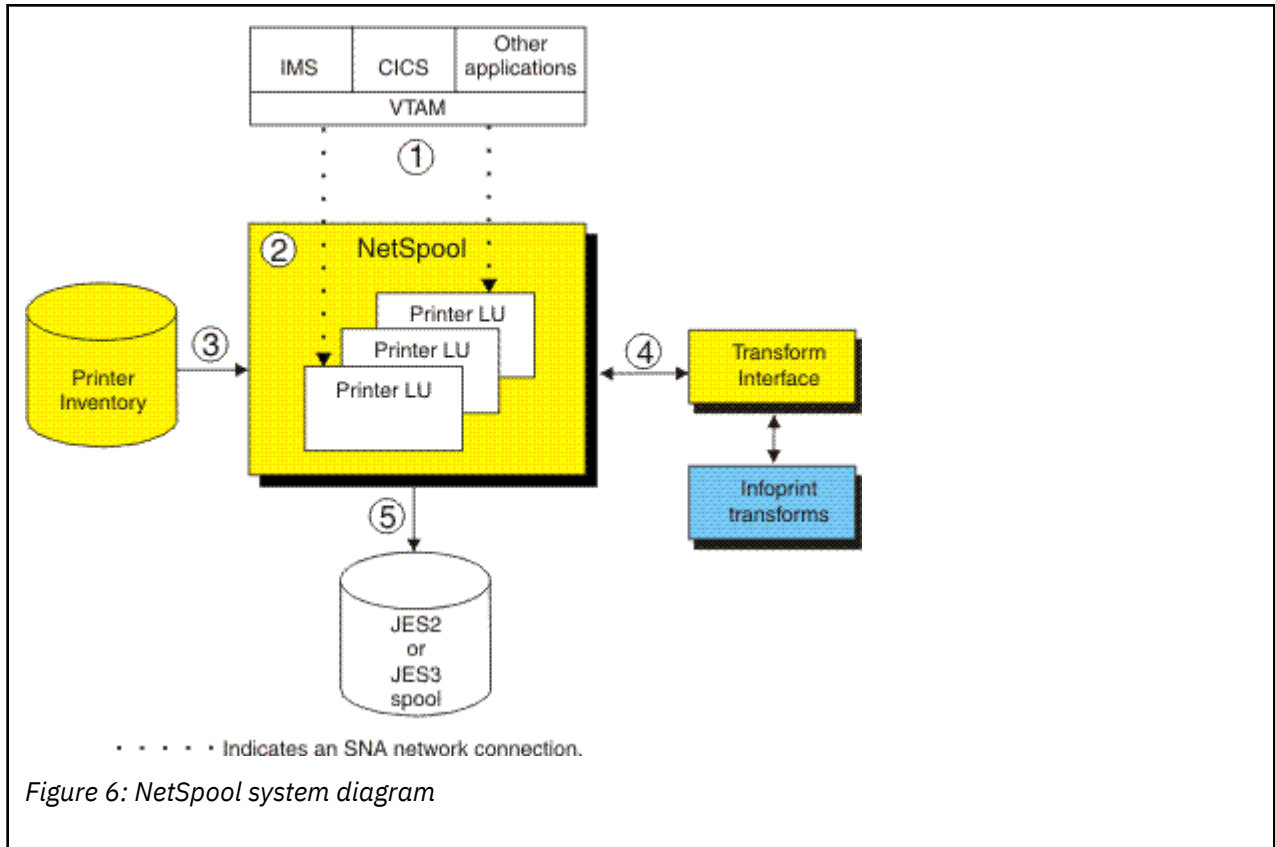 IMS
CICS
Other
applications
VTAM
1
2
NetSpool
Printer LU
Printer LU
Printer LU
3
Printer
Inventory
4
Transform
Interface
Infoprint
transforms
5
JES2
or
JES3
spool
· · · · · Indicates an SNA network connection.
Figure 6: NetSpool system diagram